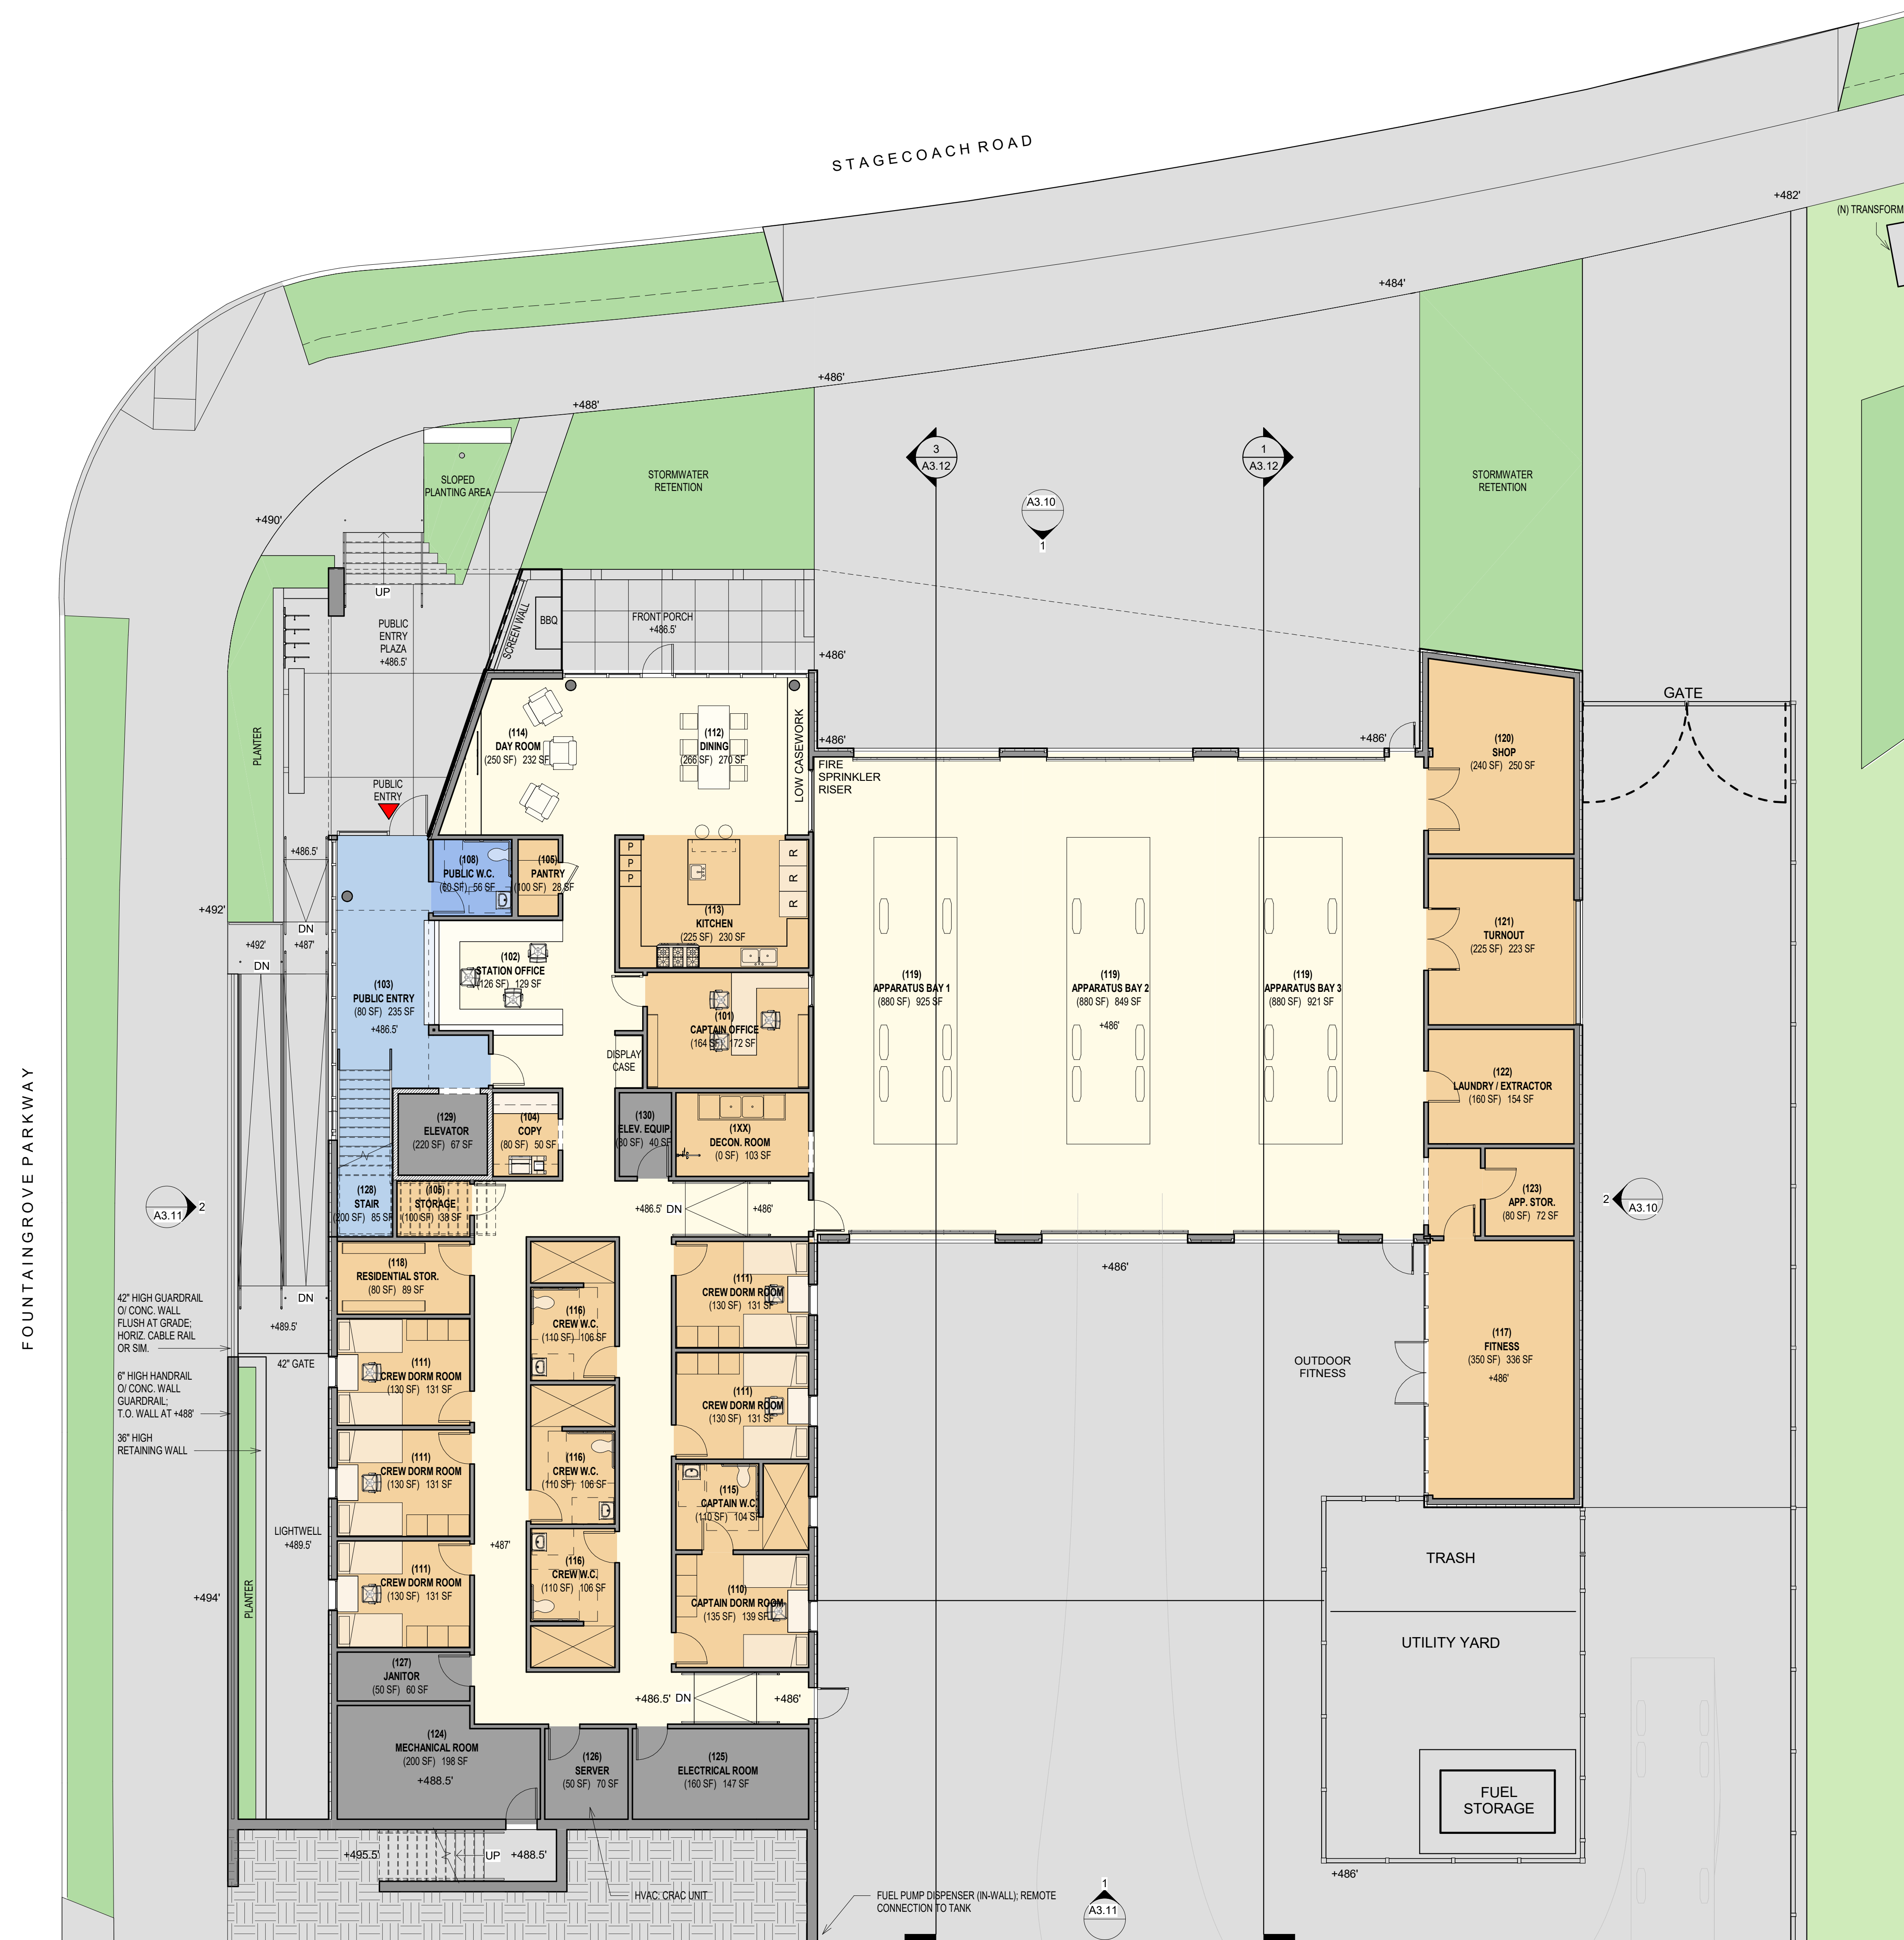 STAGECOACH ROAD
+482'
(N) TRANSFORM
+484'
+486'
+488'
3
A3.12
1
A3.12
SLOPED
PLANTING AREA
STORMWATER
RETENTION
STORMWATER
RETENTION
A3.10
1
+490'
UP
PUBLIC
ENTRY
PLAZA
+486.5'
SCREEN WALL
BBQ
FRONT PORCH
+486.5'
+486'
GATE
PLANTER
(114)
DAY ROOM
(250 SF) 232 SF
(112)
DINING
(266 SF) 270 SF
LOW CASEWORK
+486'
+486'
FIRE
SPRINKLER
RISER
(120)
SHOP
(240 SF) 250 SF
PUBLIC
ENTRY
+486.5'
(108)
PUBLIC W.C.
(60 SF) 56 SF
(105)
PANTRY
(100 SF) 28 SF
P
P
P
R
R
R
(113)
KITCHEN
(225 SF) 230 SF
+492'
DN
+492'
+487'
DN
(121)
TURNOUT
(225 SF) 223 SF
(102)
STATION OFFICE
(126 SF) 129 SF
(103)
PUBLIC ENTRY
(80 SF) 235 SF
+486.5'
(101)
CAPTAIN OFFICE
(164 SF) 172 SF
(119)
APPARATUS BAY 1
(880 SF) 925 SF
(119)
APPARATUS BAY 2
(880 SF) 849 SF
+486'
(119)
APPARATUS BAY 3
(880 SF) 921 SF
DISPLAY
CASE
(122)
LAUNDRY / EXTRACTOR
(160 SF) 154 SF
(129)
ELEVATOR
(220 SF) 67 SF
(104)
COPY
(80 SF) 50 SF
(130)
ELEV. EQUIP.
(80 SF) 40 SF
(1XX)
DECON. ROOM
(0 SF) 103 SF
FOUNTAINGROVE PARKWAY
A3.11
2
(128)
STAIR
(200 SF) 85 SF
(105)
STORAGE
(100 SF) 38 SF
+486.5' DN
+486'
(123)
APP. STOR.
(80 SF) 72 SF
2
A3.10
(118)
RESIDENTIAL STOR.
(80 SF) 89 SF
+486'
42" HIGH GUARDRAIL
O/ CONC. WALL
FLUSH AT GRADE;
HORIZ. CABLE RAIL
OR SIM.
DN
+489.5'
(111)
CREW DORM ROOM
(130 SF) 131 SF
(116)
CREW W.C.
(110 SF) 106 SF
42" GATE
(111)
CREW DORM ROOM
(130 SF) 131 SF
(111)
CREW DORM ROOM
(130 SF) 131 SF
OUTDOOR
FITNESS
(117)
FITNESS
(350 SF) 336 SF
+486'
6" HIGH HANDRAIL
O/ CONC. WALL
GUARDRAIL;
T.O. WALL AT +488'
36" HIGH
RETAINING WALL
(111)
CREW DORM ROOM
(130 SF) 131 SF
(116)
CREW W.C.
(110 SF) 106 SF
(115)
CAPTAIN W.C.
(110 SF) 104 SF
LIGHTWELL
+489.5'
+487'
(111)
CREW DORM ROOM
(130 SF) 131 SF
(116)
CREW W.C.
(110 SF) 106 SF
(110)
CAPTAIN DORM ROOM
(135 SF) 139 SF
TRASH
+494'
PLANTER
UTILITY YARD
(127)
JANITOR
(50 SF) 60 SF
+486.5' DN
+486'
(124)
MECHANICAL ROOM
(200 SF) 198 SF
+488.5'
(126)
SERVER
(50 SF) 70 SF
(125)
ELECTRICAL ROOM
(160 SF) 147 SF
FUEL
STORAGE
+495.5'
UP
+488.5'
+486'
HVAC: CRAC UNIT
FUEL PUMP DISPENSER (IN-WALL); REMOTE
CONNECTION TO TANK
1
A3.11